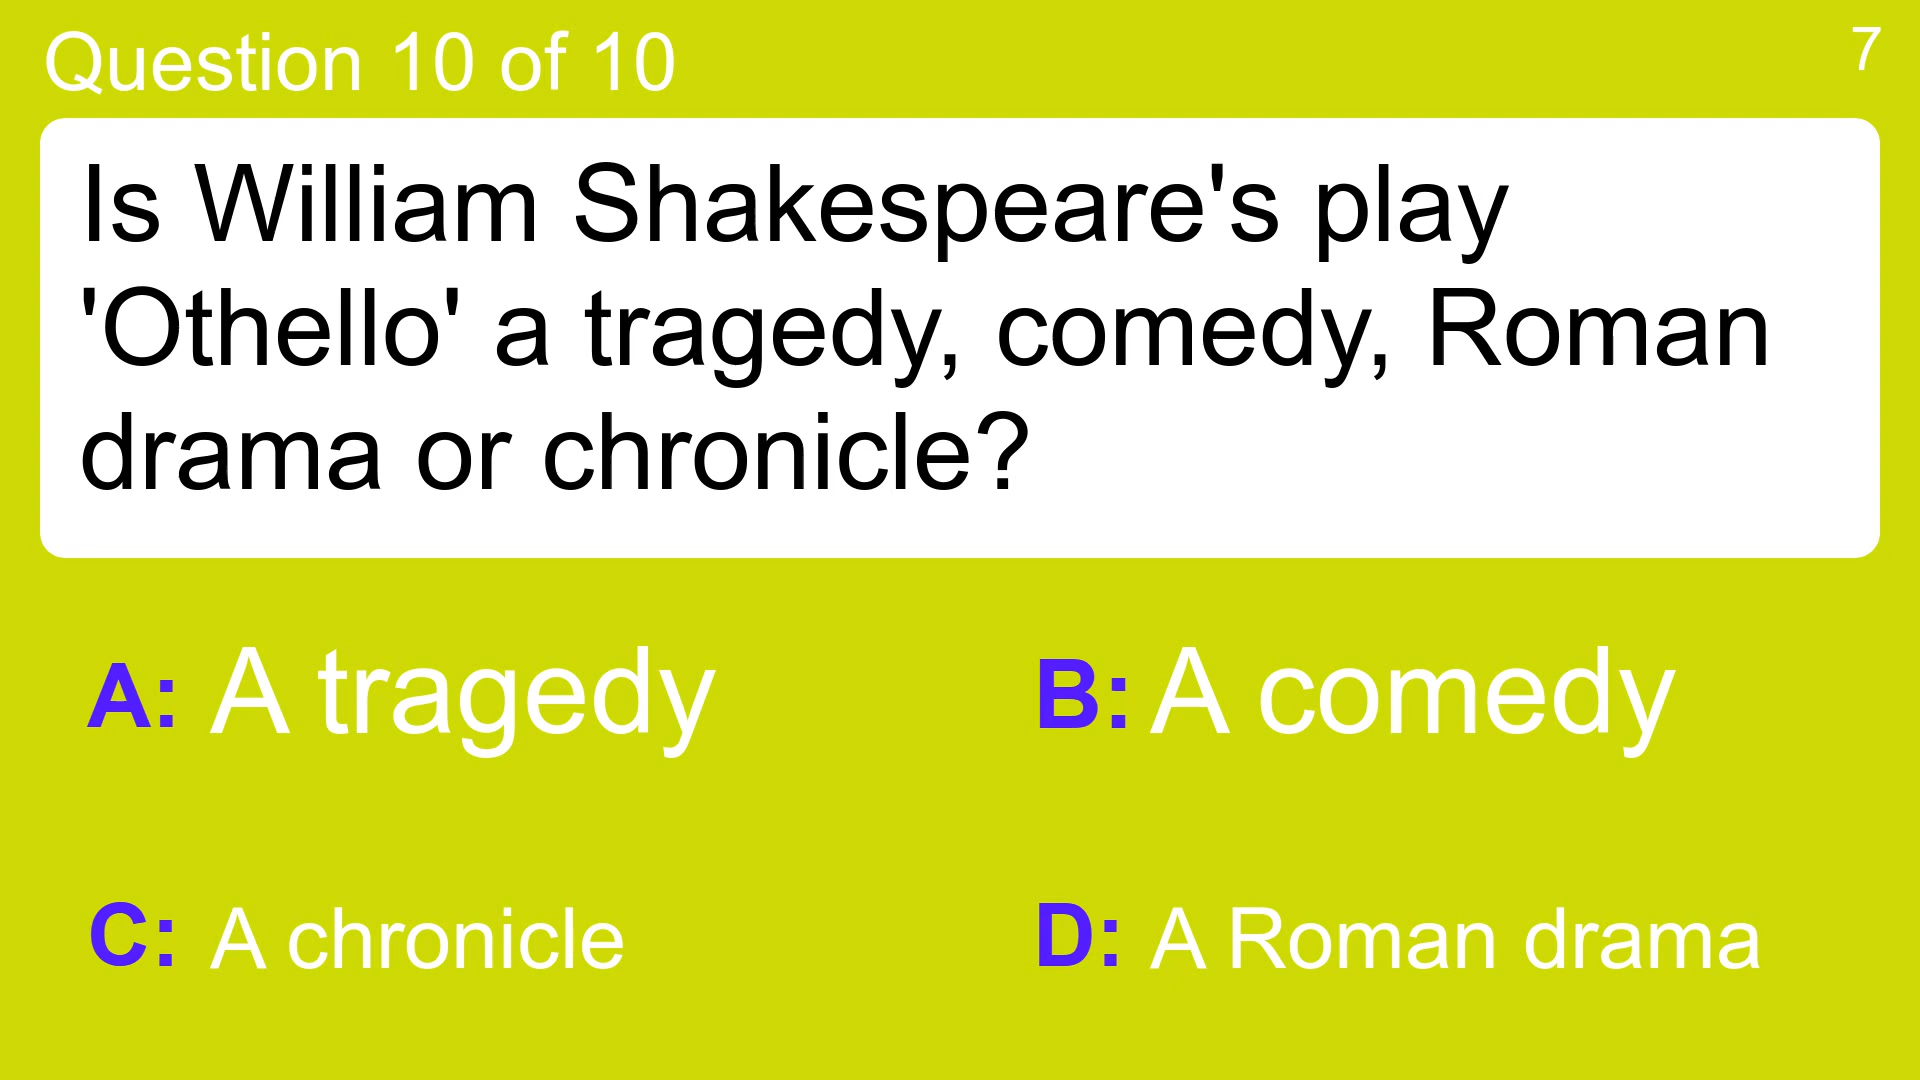 Question 10 of 10
7
Is William Shakespeare's play
'Othello' a tragedy, comedy, Roman
drama or chronicle?
A: A tragedy
B: A comedy
C: A chronicle
D: A Roman drama